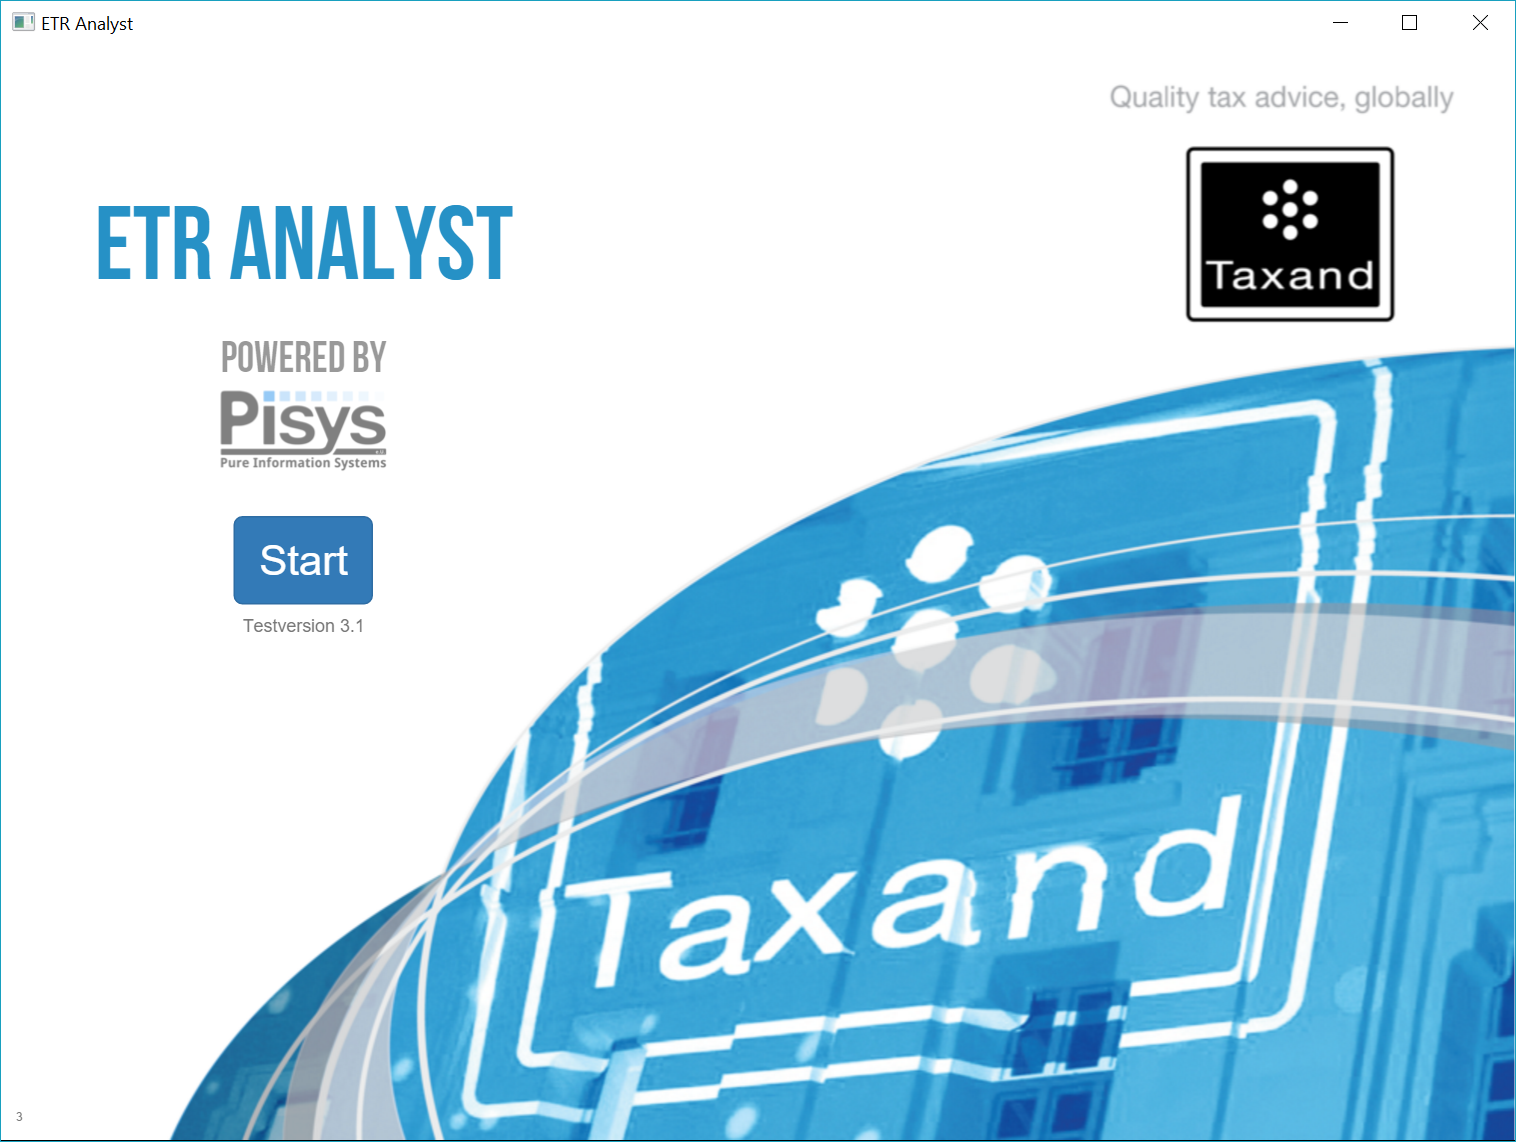 ETR Analyst
Quality tax advice, globally
Taxand
ETR ANALYST
POWERED BY
Pisys
Pure Information Systems
Start
Testversion 3.1
Taxand
3